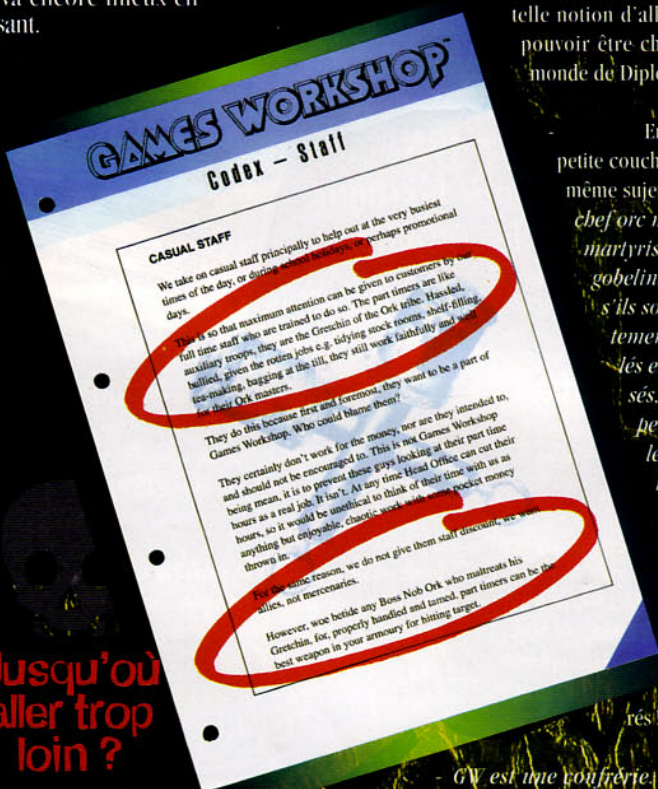 va encore mieux en
sant.
GAMES WORKSHOP™
Codex – Staff
CASUAL STAFF
We take on casual staff principally to help out at the very busiest
times of the day, or during school holidays, or perhaps promotional
days.
This is so that maximum attention can be given to customers by our
full time staff who are trained to do so. The part timers are like
auxiliary troops, they are the Gretchin of the Ork tribe. Hassled,
bullied, given the rotten jobs e.g. tidying stock rooms, shelf-filling,
tea-making, bagging at the till, they still work faithfully and well
for their Ork masters.
They do this because first and foremost, they want to be a part of
Games Workshop. Who could blame them?
They certainly don't work for the money, nor are they intended to,
and should not be encouraged to. This is not Games Workshop
being mean, it is to prevent these guys looking at their part time
hours as a real job. It isn't. At any time Head Office can cut their
hours, so it would be unethical to think of their time with us as
anything but enjoyable, chaotic work with some pocket money
thrown in.
For the same reason, we do not give them staff discount, we want
allies, not mercenaries.
However, woe betide any Boss Nob Ork who maltreats his
Gretchin, for, properly handled and tamed, part timers can be the
best weapon in your armoury for hitting target.
Jusqu'où
aller trop
loin ?
telle notion d'all
pouvoir être ch
monde de Diplo
- En
petite couch
même suje
chef orc m
martyris
gobelin
s'ils so
temen
lés e
sés.
pe
le
rés
- GW est une confrérie.